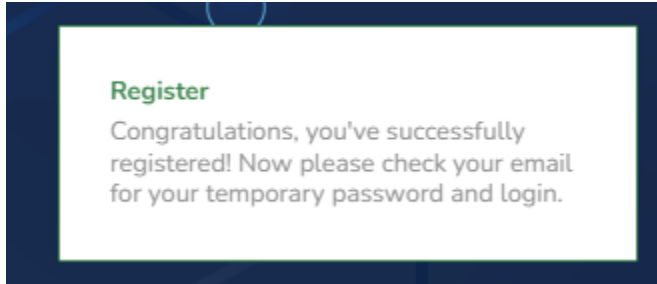 Register
Congratulations, you've successfully
registered! Now please check your email
for your temporary password and login.